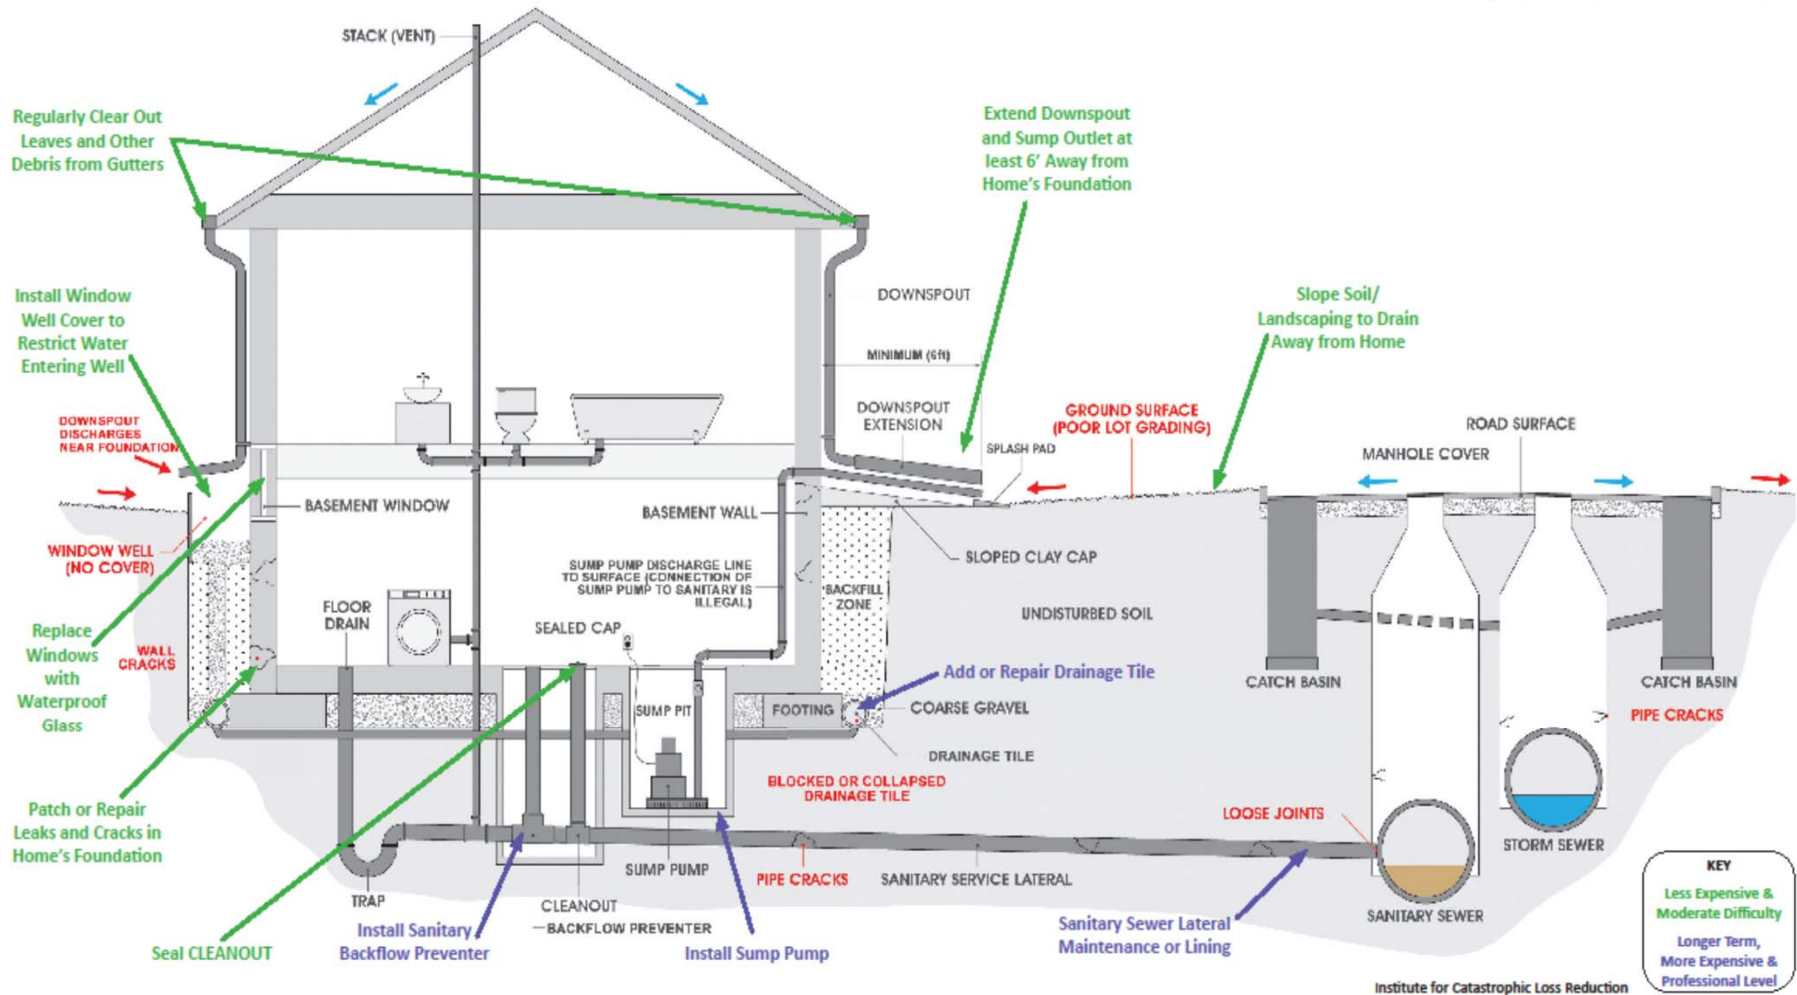 STACK (VENT)
Regularly Clear Out
Leaves and Other
Debris from Gutters
Extend Downspout
and Sump Outlet at
least 6' Away from
Home's Foundation
Install Window
Well Cover to
Restrict Water
Entering Well
DOWNSPOUT
Slope Soil/
Landscaping to Drain
Away from Home
MINIMUM (6ft)
DOWNSPOUT
DISCHARGES
NEAR FOUNDATION
DOWNSPOUT
EXTENSION
GROUND SURFACE
(POOR LOT GRADING)
SPLASH PAD
ROAD SURFACE
MANHOLE COVER
BASEMENT WINDOW
BASEMENT WALL
WINDOW WELL
(NO COVER)
SLOPED CLAY CAP
SUMP PUMP DISCHARGE LINE
TO SURFACE (CONNECTION OF
SUMP PUMP TO SANITARY IS
ILLEGAL)
BACKFILL
ZONE
UNDISTURBED SOIL
FLOOR
DRAIN
SEALED CAP
Replace
Windows
with
Waterproof
Glass
WALL
CRACKS
Add or Repair Drainage Tile
CATCH BASIN
CATCH BASIN
SUMP PIT
FOOTING
COARSE GRAVEL
PIPE CRACKS
DRAINAGE TILE
BLOCKED OR COLLAPSED
DRAINAGE TILE
Patch or Repair
Leaks and Cracks in
Home's Foundation
LOOSE JOINTS
STORM SEWER
SUMP PUMP
PIPE CRACKS
SANITARY SERVICE LATERAL
TRAP
CLEANOUT
BACKFLOW PREVENTER
SANITARY SEWER
Seal CLEANOUT
Install Sanitary
Backflow Preventer
Install Sump Pump
Sanitary Sewer Lateral
Maintenance or Lining
KEY
Less Expensive &
Moderate Difficulty
Longer Term,
More Expensive &
Professional Level
Institute for Catastrophic Loss Reduction